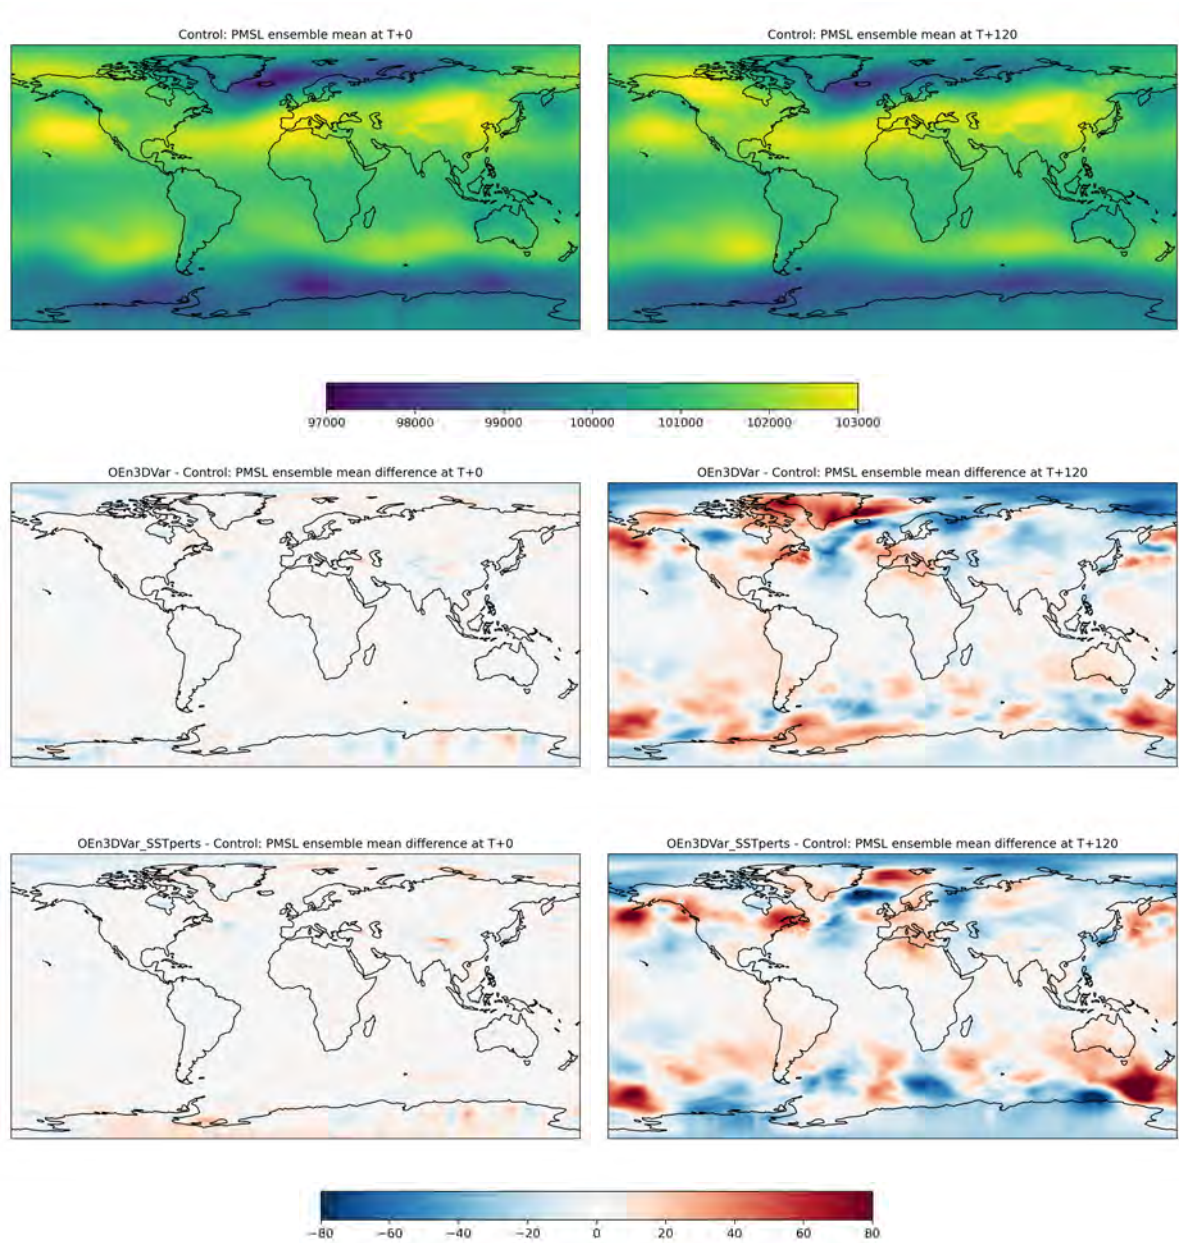 Control: PMSL ensemble mean at T+0
Control: PMSL ensemble mean at T+120
97000 98000 99000 100000 101000 102000 103000
OEn3DVar - Control: PMSL ensemble mean difference at T+0
OEn3DVar - Control: PMSL ensemble mean difference at T+120
OEn3DVar_SSTperts - Control: PMSL ensemble mean difference at T+0
OEn3DVar_SSTperts - Control: PMSL ensemble mean difference at T+120
−80 −60 −40 −20 0 20 40 60 80